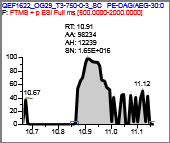 QEF1622_OG29_T3-750-0-3_SC PE-DAG/AEG-30:0
F: FTMS + p ESI Full ms [500.0000-2000.0000]
RT: 10.91
AA: 98234
AH: 12239
SN: 1.65E+016
100
80
60
40
20
0
10.67
11.12
10.7
10.8
10.9
11.0
11.1